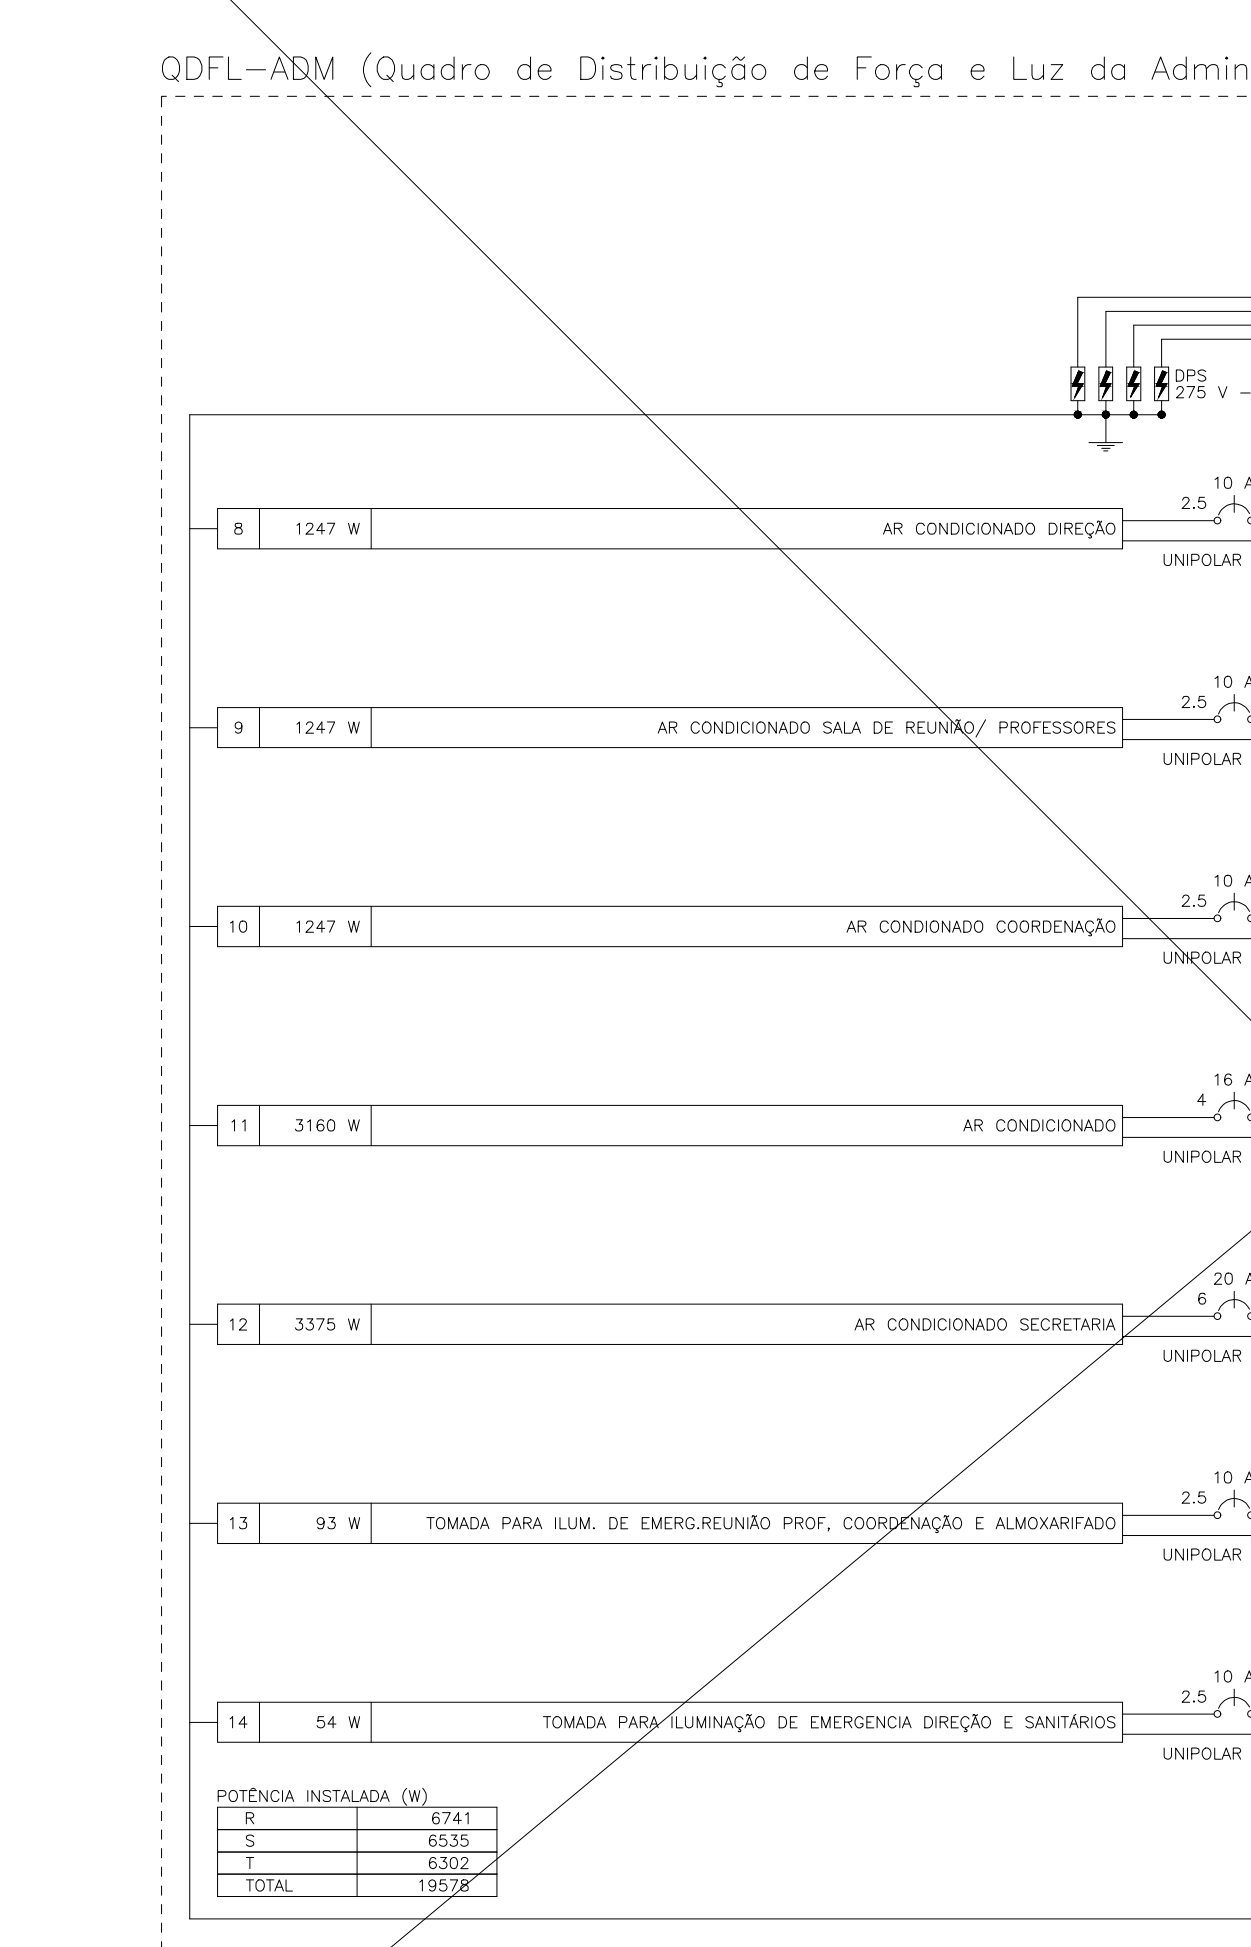 QDFL-ADM (Quadro de Distribuição de Força e Luz da Admin
DPS
275 V -
10 A
2.5
8 1247 W AR CONDICIONADO DIREÇÃO
UNIPOLAR
10 A
2.5
9 1247 W AR CONDICIONADO SALA DE REUNIÃO/ PROFESSORES
UNIPOLAR
10 A
2.5
10 1247 W AR CONDIONADO COORDENAÇÃO
UNIPOLAR
16 A
4
11 3160 W AR CONDICIONADO
UNIPOLAR
20 A
6
12 3375 W AR CONDICIONADO SECRETARIA
UNIPOLAR
10 A
2.5
13 93 W TOMADA PARA ILUM. DE EMERG.REUNIÃO PROF, COORDENAÇÃO E ALMOXARIFADO
UNIPOLAR
10 A
2.5
14 54 W TOMADA PARA ILUMINAÇÃO DE EMERGENCIA DIREÇÃO E SANITÁRIOS
UNIPOLAR
POTÊNCIA INSTALADA (W)
R 6741
S 6535
T 6302
TOTAL 19578